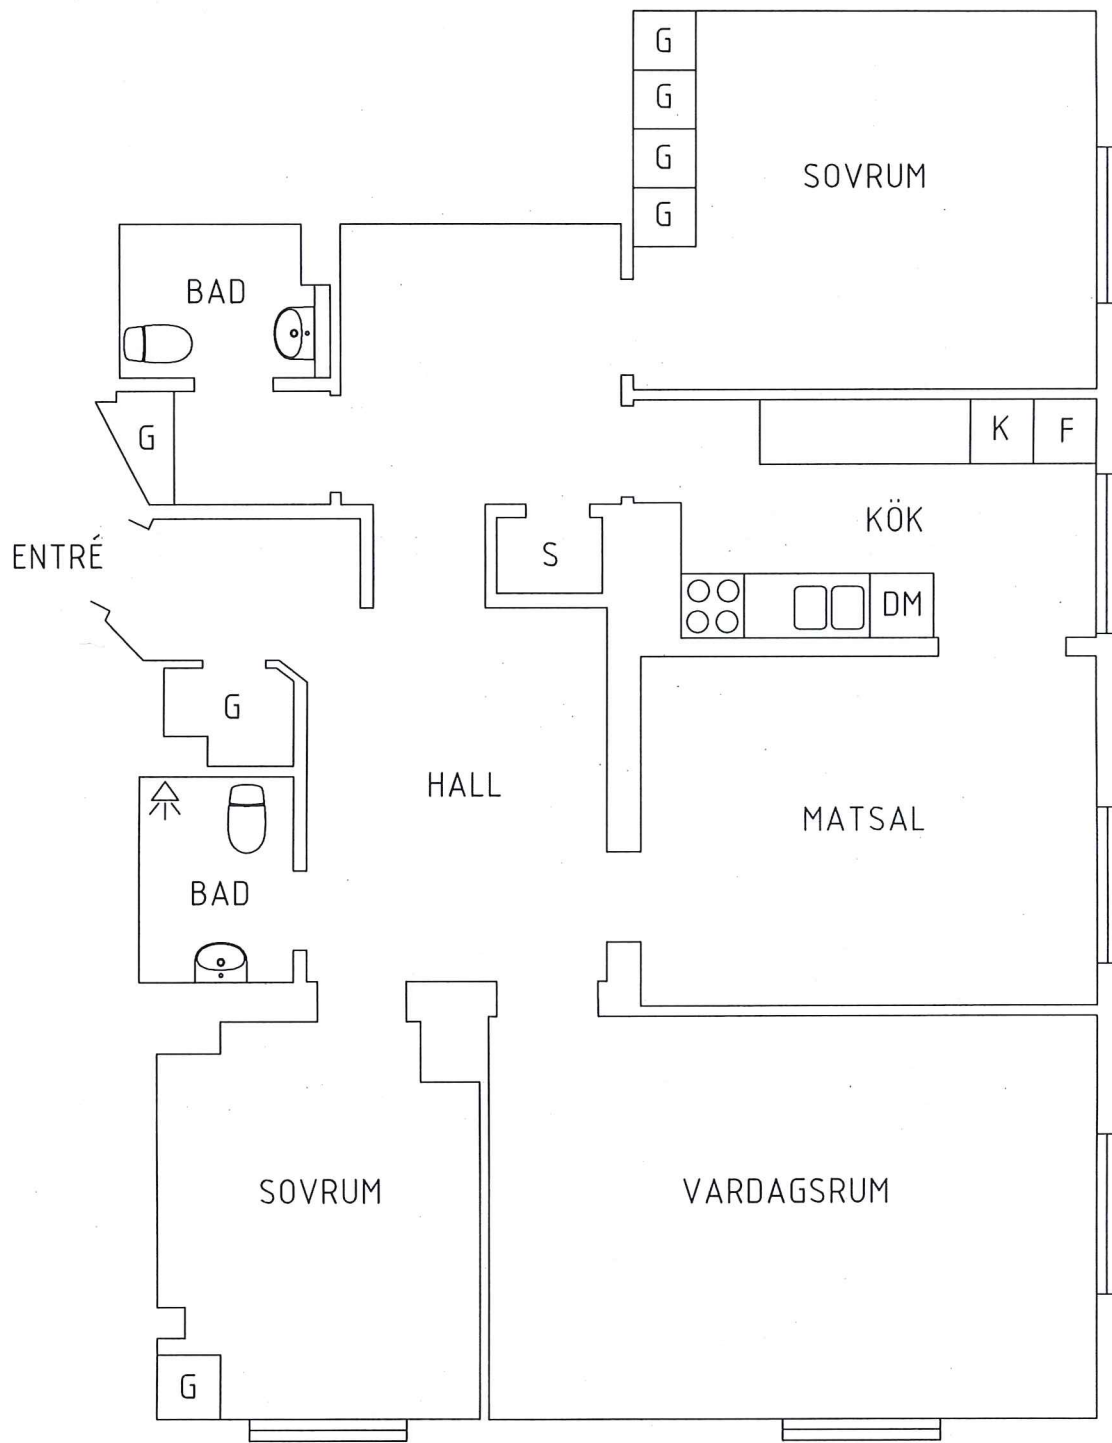 G
G
G
G
SOVRUM
BAD
G
K
F
KÖK
ENTRÉ
S
DM
G
HALL
MATSAL
BAD
SOVRUM
VARDAGSRUM
G